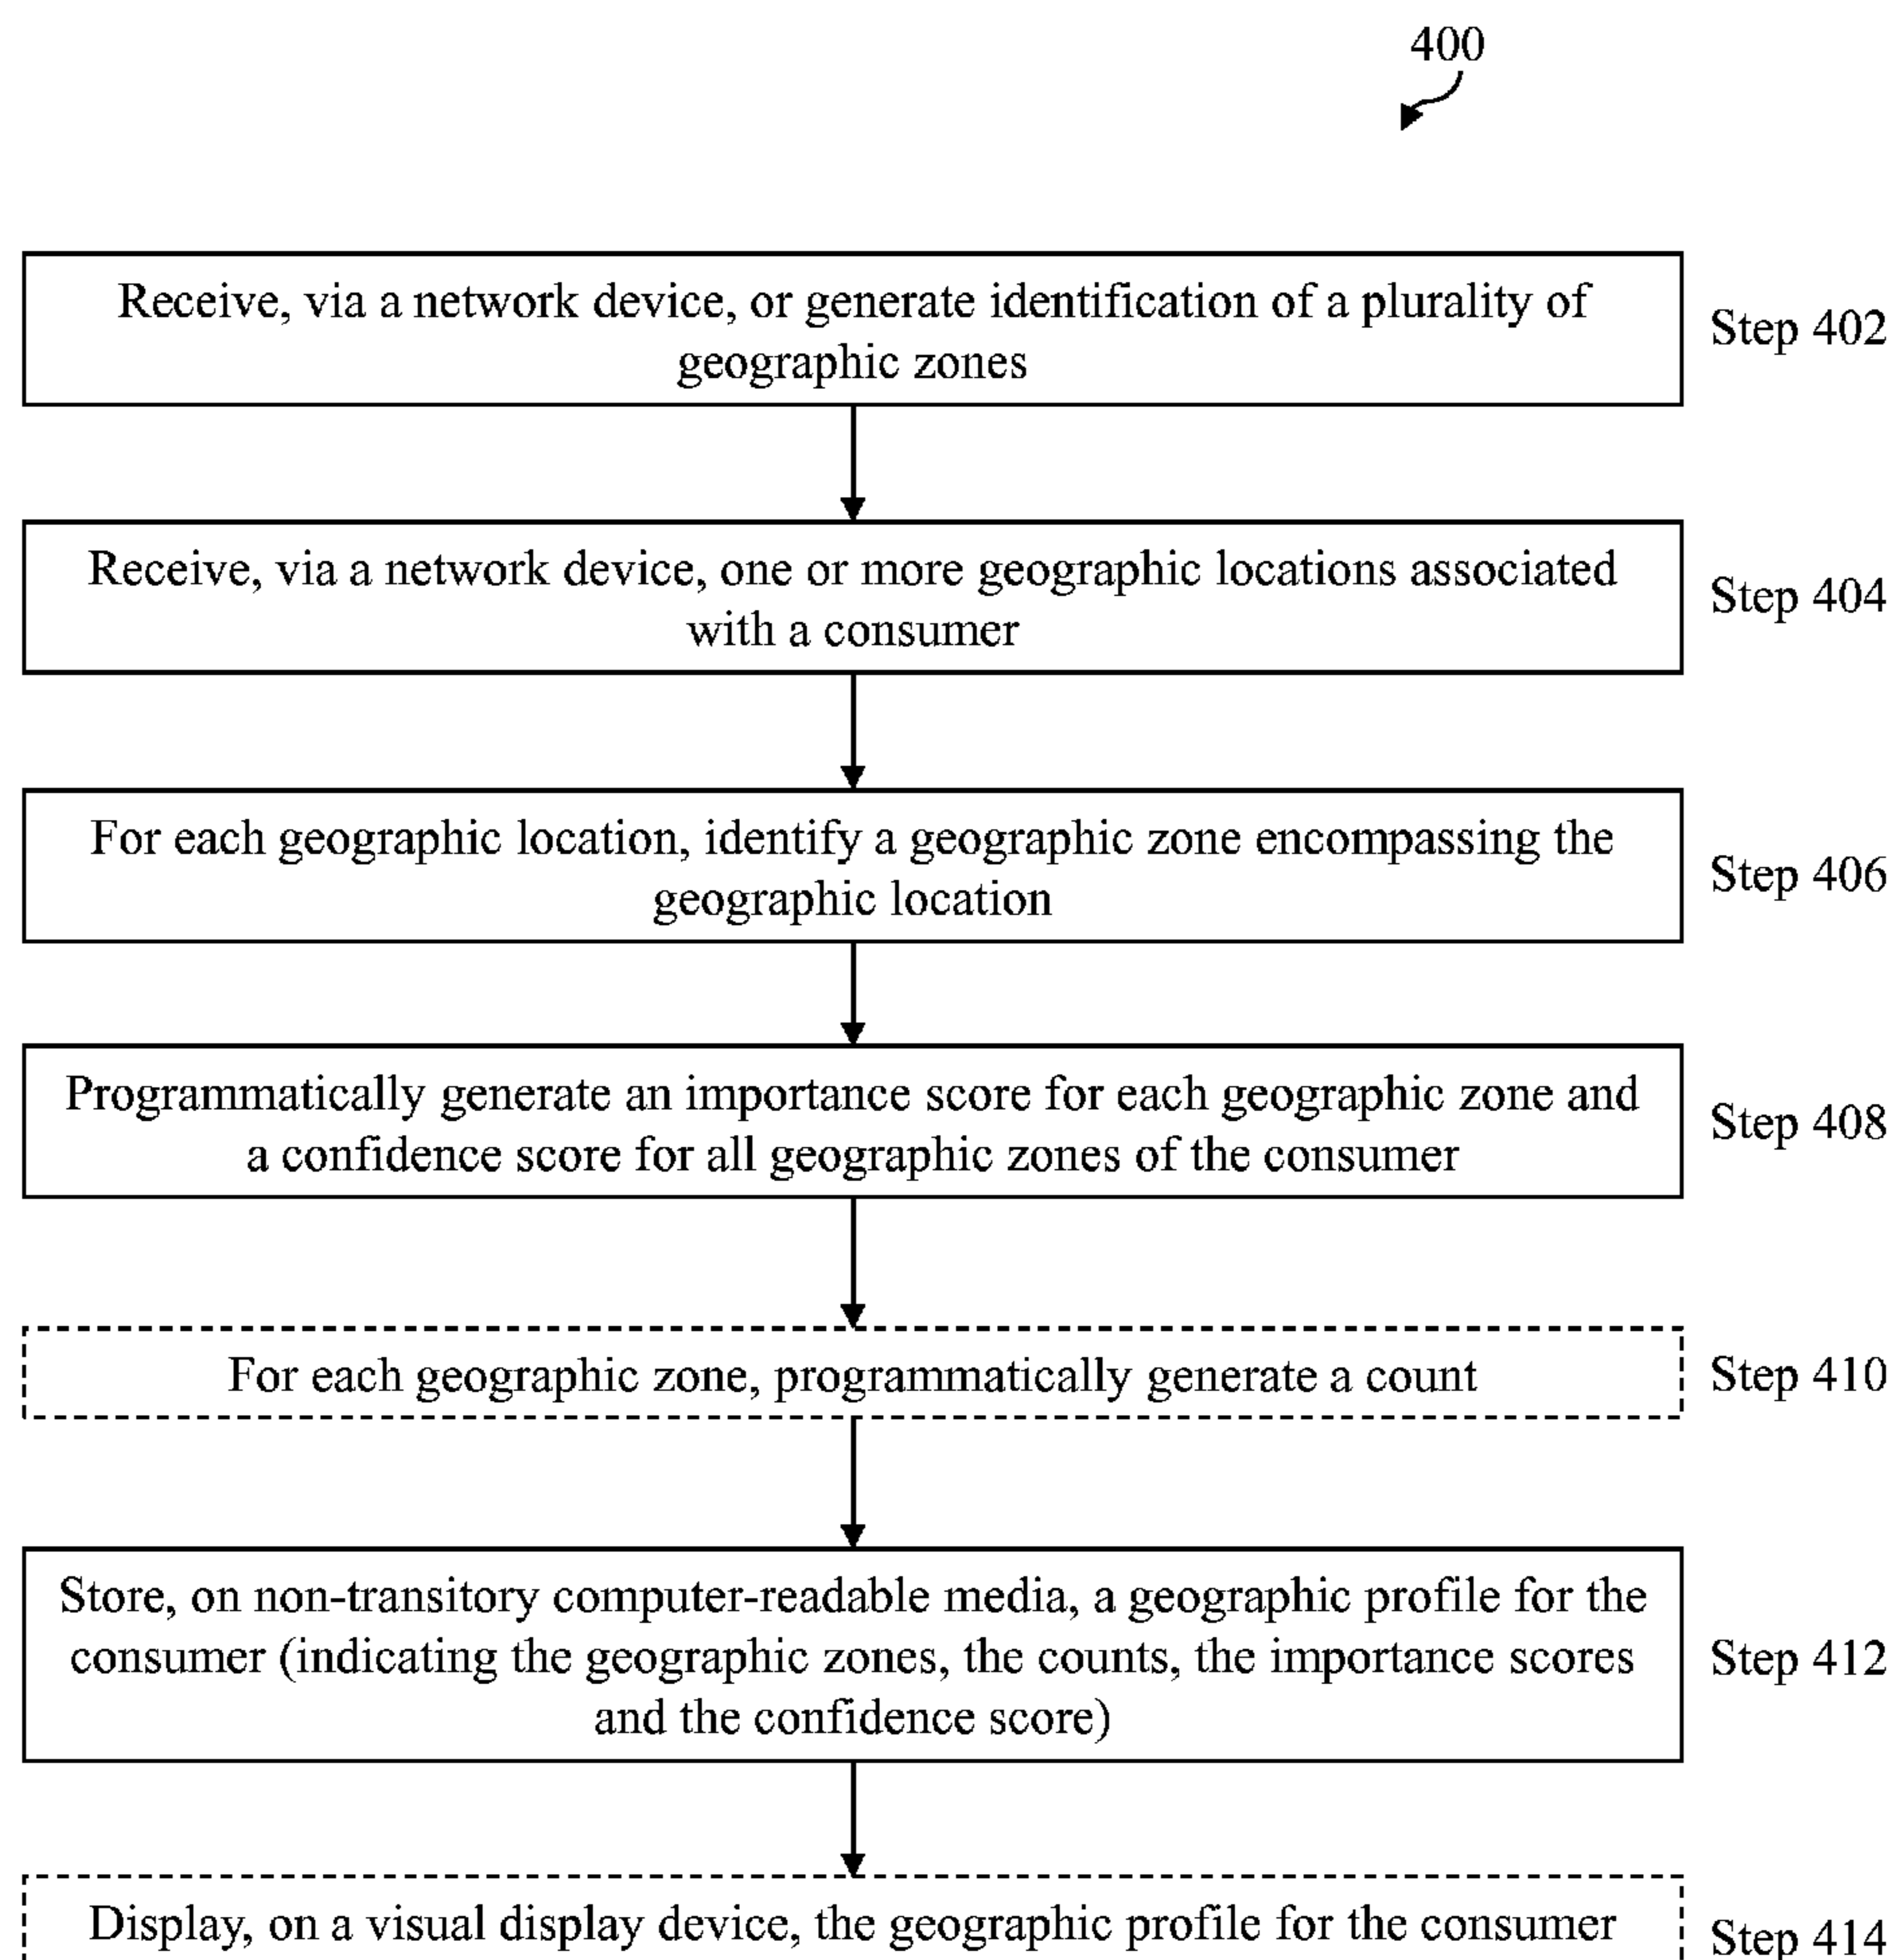 400
Receive, via a network device, or generate identification of a plurality of
geographic zones
Step 402
Receive, via a network device, one or more geographic locations associated
with a consumer
Step 404
For each geographic location, identify a geographic zone encompassing the
geographic location
Step 406
Programmatically generate an importance score for each geographic zone and
a confidence score for all geographic zones of the consumer
Step 408
For each geographic zone, programmatically generate a count
Step 410
Store, on non-transitory computer-readable media, a geographic profile for the
consumer (indicating the geographic zones, the counts, the importance scores
and the confidence score)
Step 412
Display, on a visual display device, the geographic profile for the consumer
Step 414